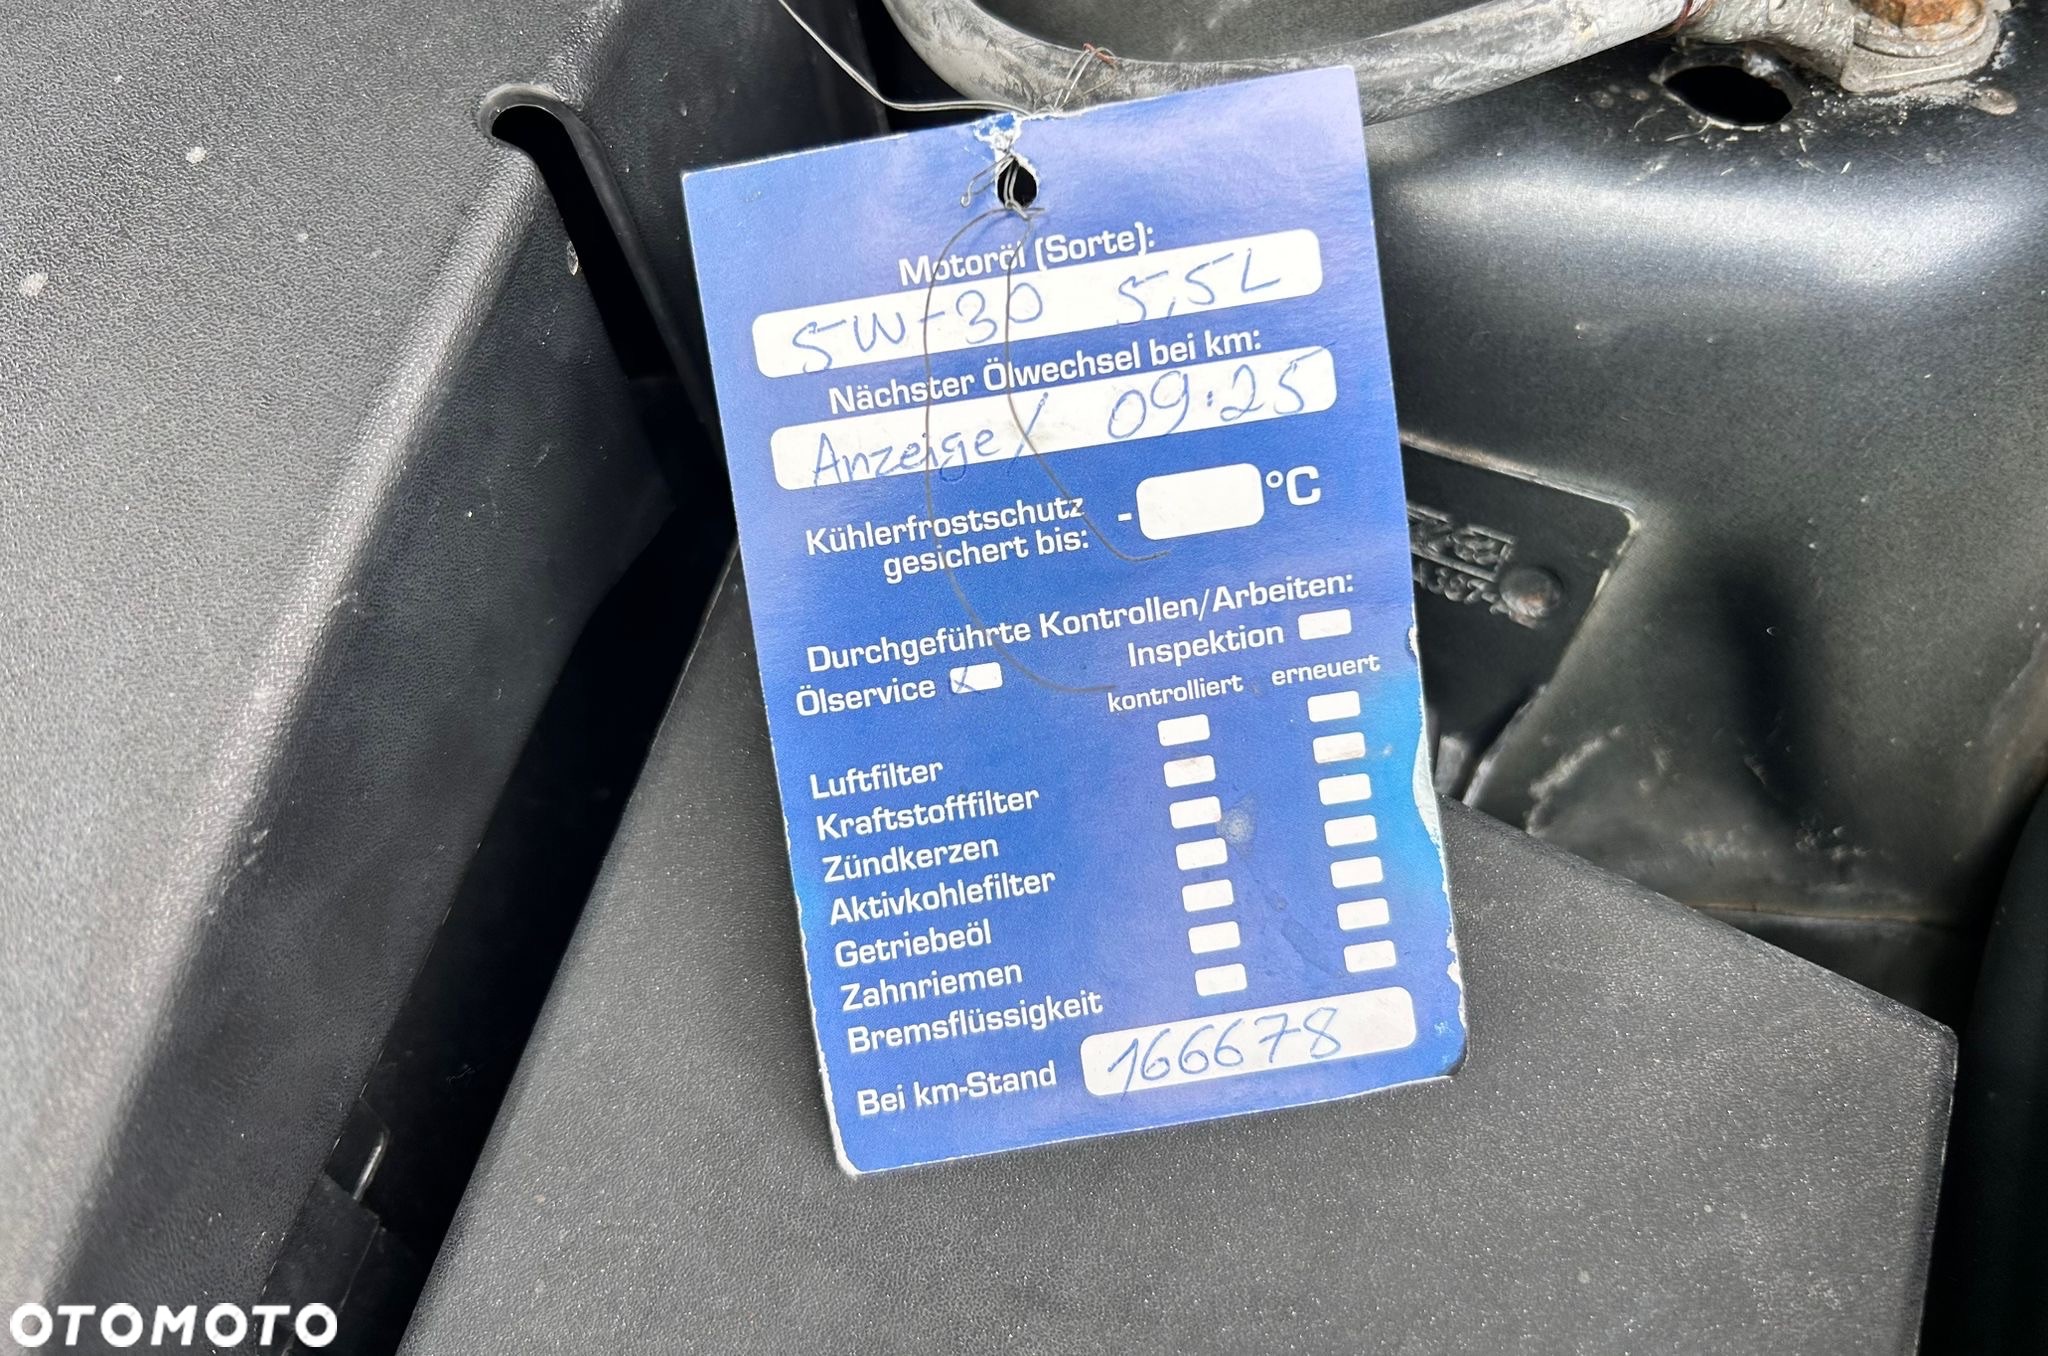 Motoröl (Sorte):
5W-30 5,5L
Nächster Ölwechsel bei km:
Anzeige/ 09.25
Kühlerfrostschutz
gesichert bis: - °C
Durchgeführte Kontrollen/Arbeiten:
Ölservice x Inspektion
kontrolliert erneuert
Luftfilter
Kraftstofffilter
Zündkerzen
Aktivkohlefilter
Getriebeöl
Zahnriemen
Bremsflüssigkeit
Bei km-Stand 166678
OTOMOTO